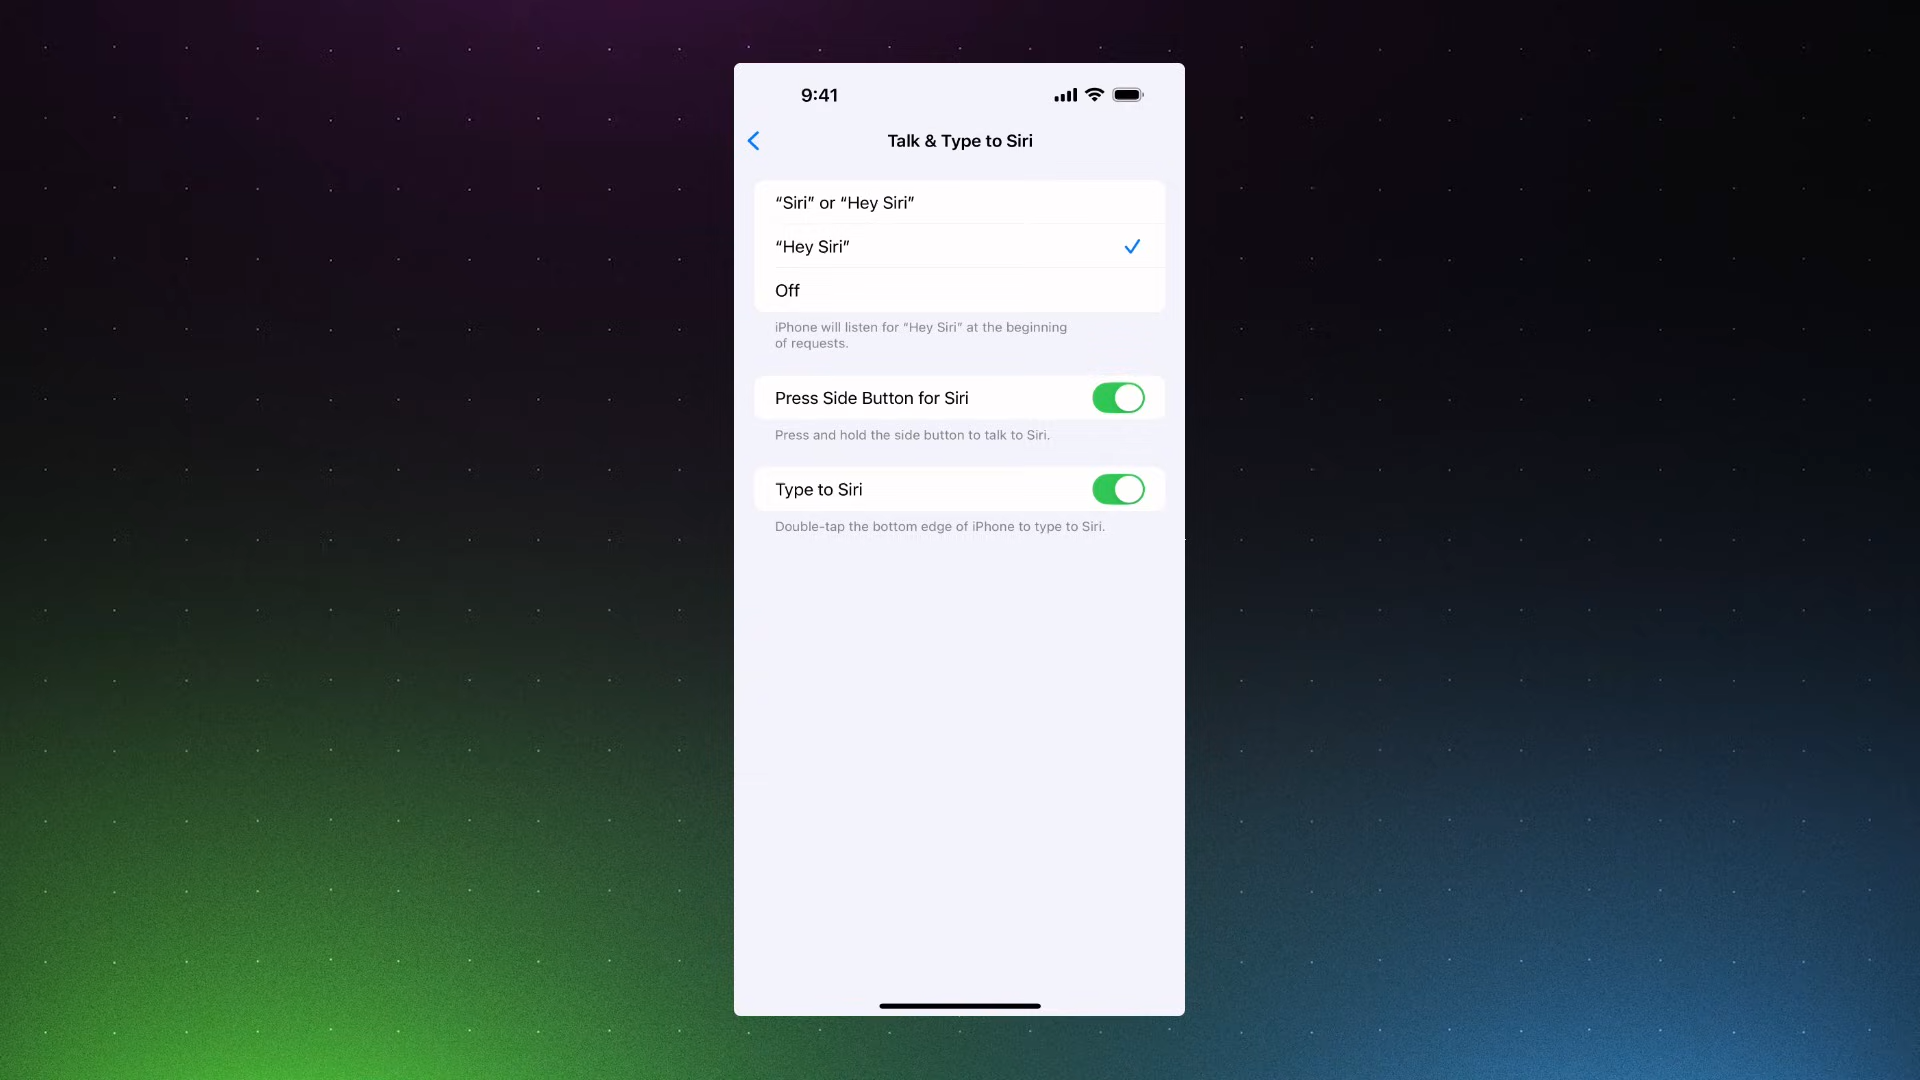 9:41
Talk & Type to Siri
“Siri” or “Hey Siri”
“Hey Siri”
Off
iPhone will listen for “Hey Siri” at the beginning
of requests.
Press Side Button for Siri
Press and hold the side button to talk to Siri.
Type to Siri
Double-tap the bottom edge of iPhone to type to Siri.